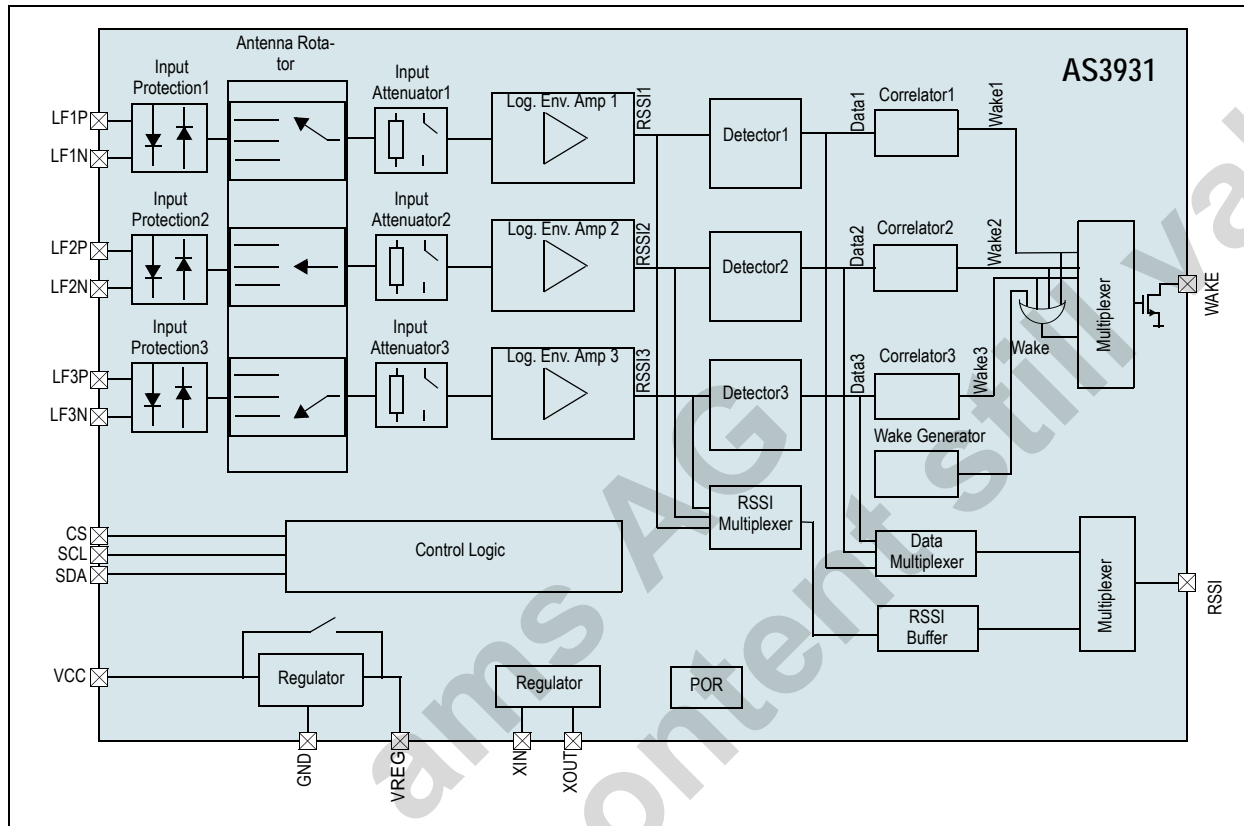 AS3931
Antenna Rota-
tor
Input
Protection1
Input
Attenuator1
Log. Env. Amp 1
RSSI1
Detector1
Data1
Correlator1
Wake1
LF1P
LF1N
Input
Protection2
Input
Attenuator2
Log. Env. Amp 2
RSSI2
Detector2
Data2
Correlator2
Wake2
LF2P
LF2N
Multiplexer
WAKE
Input
Protection3
Input
Attenuator3
Log. Env. Amp 3
RSSI3
Detector3
Data3
Correlator3
Wake3
Wake
LF3P
LF3N
Wake Generator
RSSI
Multiplexer
CS
SCL
SDA
Control Logic
Data
Multiplexer
RSSI
Buffer
Multiplexer
RSSI
VCC
Regulator
Regulator
POR
GND
VREG
XIN
XOUT
ams AG
ontent still val